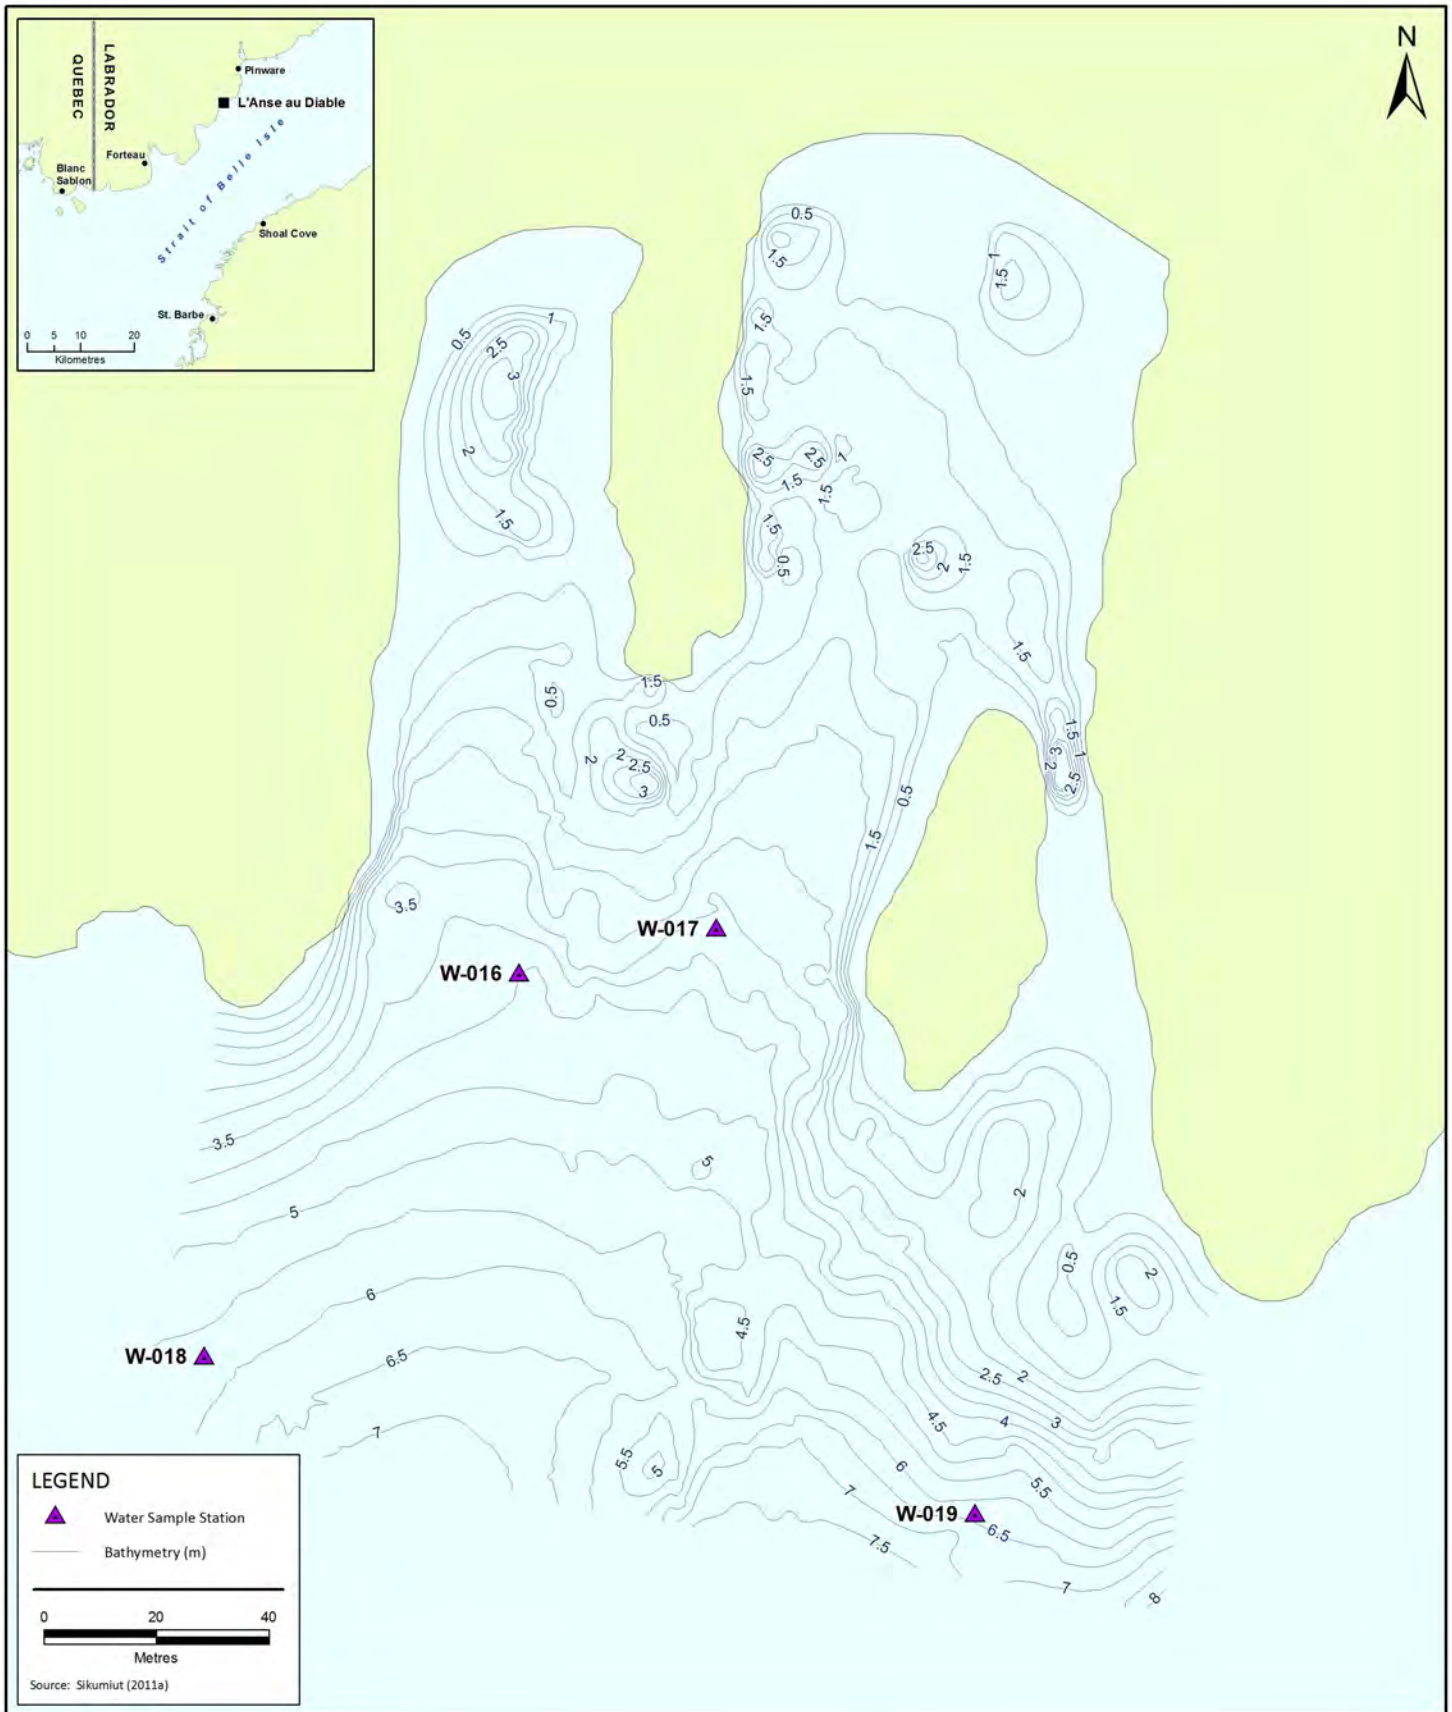 N
QUEBEC
LABRADOR
Pinware
L'Anse au Diable
Forteau
Blanc
Sablon
Strait of Belle Isle
Shoal Cove
St. Barbe
0 5 10 20
Kilometres
0.5
1.5
1
1.5
1.5
1.5
0.5
1
2.5
3
2
1.5
2.5
2.5
1
1.5
1.5
1.5
0.5
2.5
2
1.5
1.5
1.5
0.5
0.5
2
2
2.5
3
1.5
1
3
2
2.5
0.5
1.5
3.5
W-017
W-016
3.5
5
5
2
0.5
2
1.5
6
4.5
W-018
6.5
2.5
2
4.5
4
3
7
5.5
5
6
5.5
7
W-019
6.5
7.5
7
8
LEGEND
Water Sample Station
Bathymetry (m)
0 20 40
Metres
Source: Sikumiut (2011a)